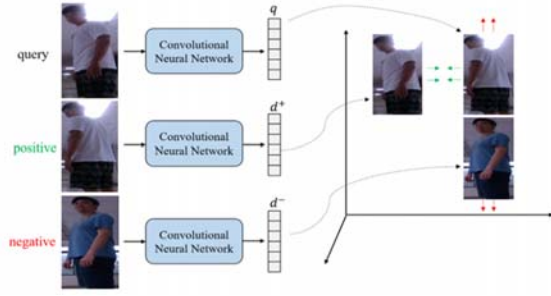 q
query
Convolutional
Neural Network
d⁺
positive
Convolutional
Neural Network
d⁻
negative
Convolutional
Neural Network